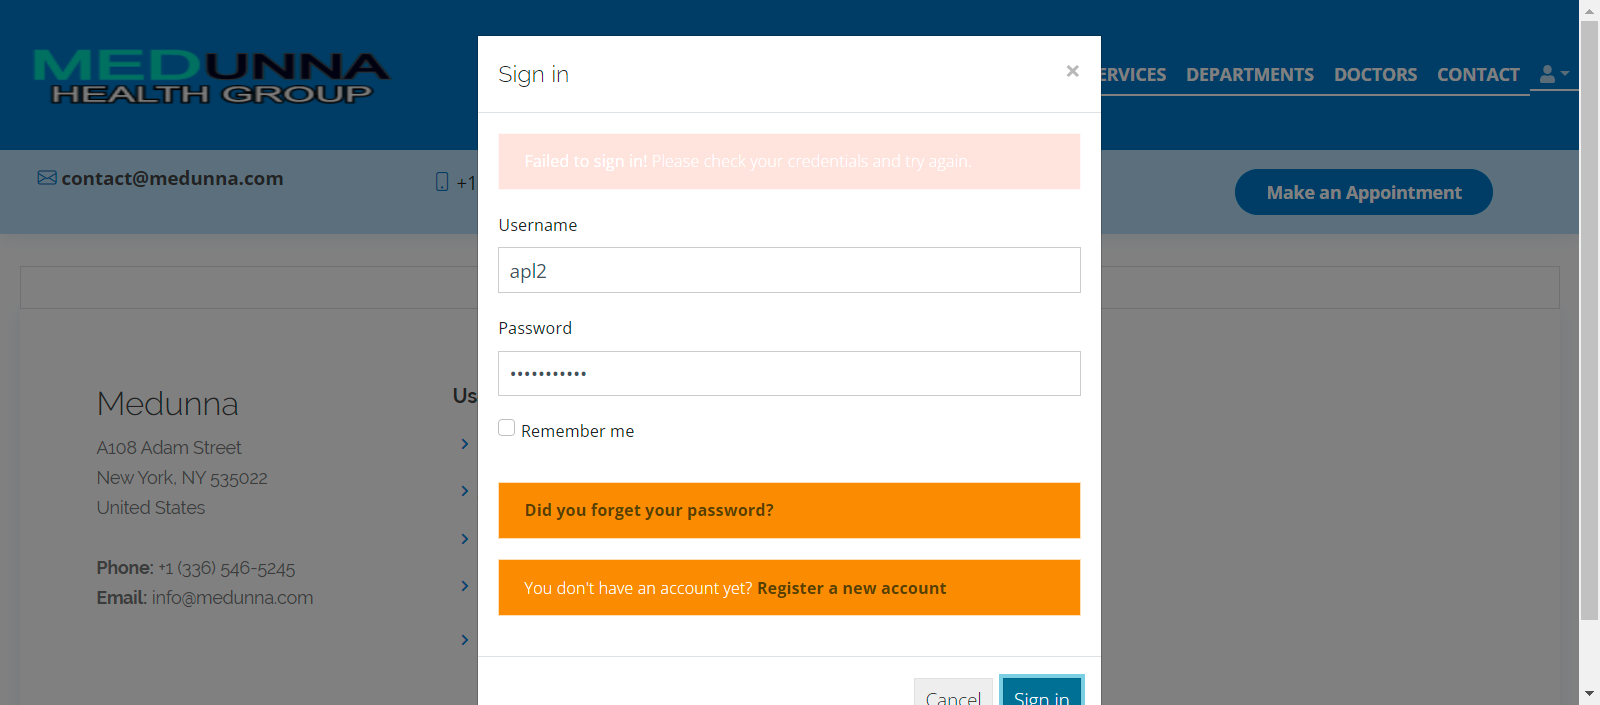 MEDUNNA
HEALTH GROUP
ERVICES DEPARTMENTS DOCTORS CONTACT
contact@medunna.com
+1
Make an Appointment
Sign in
×
Failed to sign in! Please check your credentials and try again.
Username
apl2
Password
•••••••••••
Remember me
Did you forget your password?
You don't have an account yet? Register a new account
Cancel
Sign in
Medunna
A108 Adam Street
New York, NY 535022
United States
Phone: +1 (336) 546-5245
Email: info@medunna.com
Us